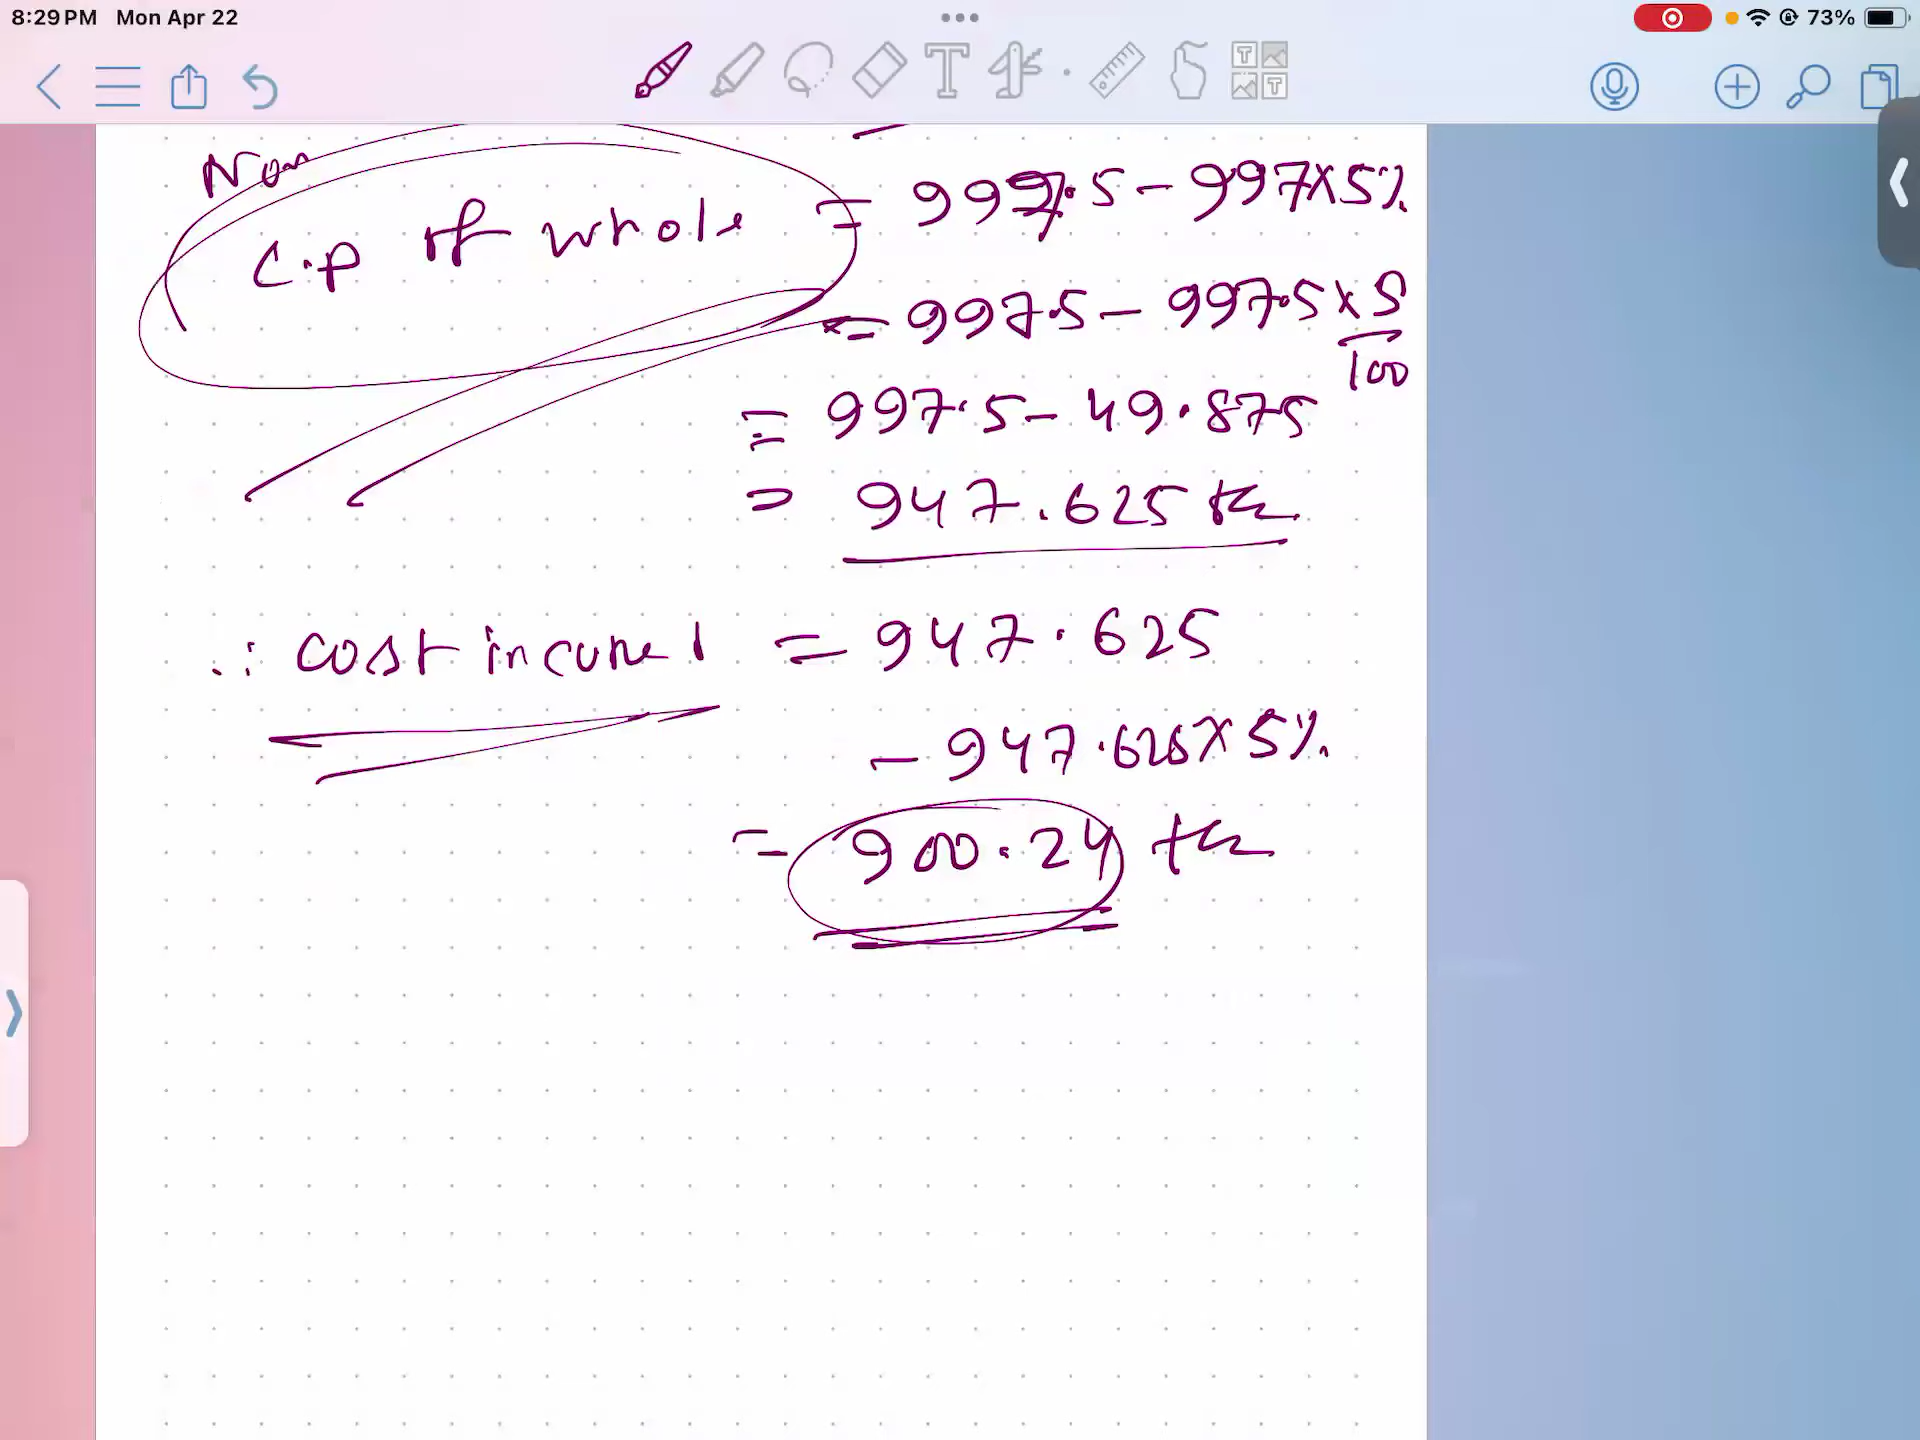 8:29 PM Mon Apr 22
73%
Now
C.P of whole = 997.5 - 997 x 5%
= 997.5 - 997.5 x 5
100
= 997.5 - 49.875
= 947.625 tk
∴ cost incurred = 947.625
- 947.625 x 5%
= 900.24 tk